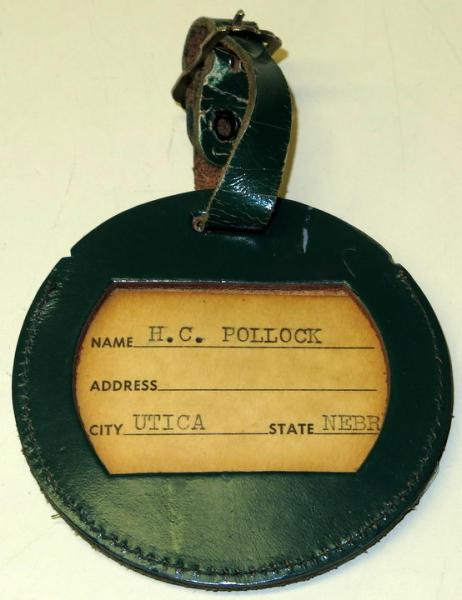 NAME H.C. POLLOCK
ADDRESS
CITY UTICA STATE NEBR